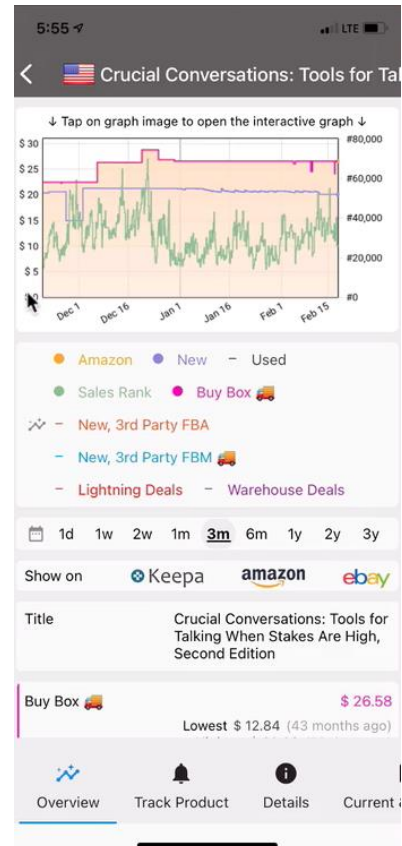 5:55
LTE
Crucial Conversations: Tools for Tal
↓ Tap on graph image to open the interactive graph ↓
$ 30
$ 25
$ 20
$ 15
$ 10
$ 5
#80,000
#60,000
#40,000
#20,000
#0
Dec 1
Dec 16
Jan 1
Jan 16
Feb 1
Feb 15
Amazon New – Used
Sales Rank Buy Box
– New, 3rd Party FBA
– New, 3rd Party FBM
– Lightning Deals – Warehouse Deals
1d 1w 2w 1m 3m 6m 1y 2y 3y
Show on Keepa amazon ebay
Title Crucial Conversations: Tools for
Talking When Stakes Are High,
Second Edition
Buy Box $ 26.58
Lowest $ 12.84 (43 months ago)
Overview Track Product Details Current